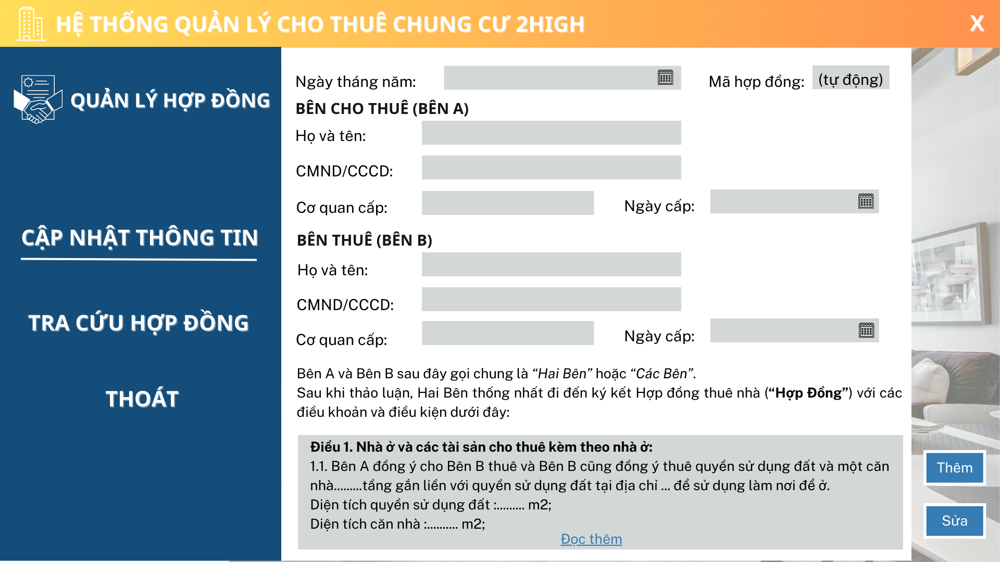 HỆ THỐNG QUẢN LÝ CHO THUÊ CHUNG CƯ 2HIGH
X
QUẢN LÝ HỢP ĐỒNG
CẬP NHẬT THÔNG TIN
TRA CỨU HỢP ĐỒNG
THOÁT
Ngày tháng năm:
Mã hợp đồng: (tự động)
BÊN CHO THUÊ (BÊN A)
Họ và tên:
CMND/CCCD:
Cơ quan cấp:
Ngày cấp:
BÊN THUÊ (BÊN B)
Họ và tên:
CMND/CCCD:
Cơ quan cấp:
Ngày cấp:
Bên A và Bên B sau đây gọi chung là “Hai Bên” hoặc “Các Bên”.
Sau khi thảo luận, Hai Bên thống nhất đi đến ký kết Hợp đồng thuê nhà (“Hợp Đồng”) với các
điều khoản và điều kiện dưới đây:
Điều 1. Nhà ở và các tài sản cho thuê kèm theo nhà ở:
1.1. Bên A đồng ý cho Bên B thuê và Bên B cũng đồng ý thuê quyền sử dụng đất và một căn
nhà.........tầng gắn liền với quyền sử dụng đất tại địa chỉ ... để sử dụng làm nơi để ở.
Diện tích quyền sử dụng đất :......... m2;
Diện tích căn nhà :.......... m2;
Đọc thêm
Thêm
Sửa